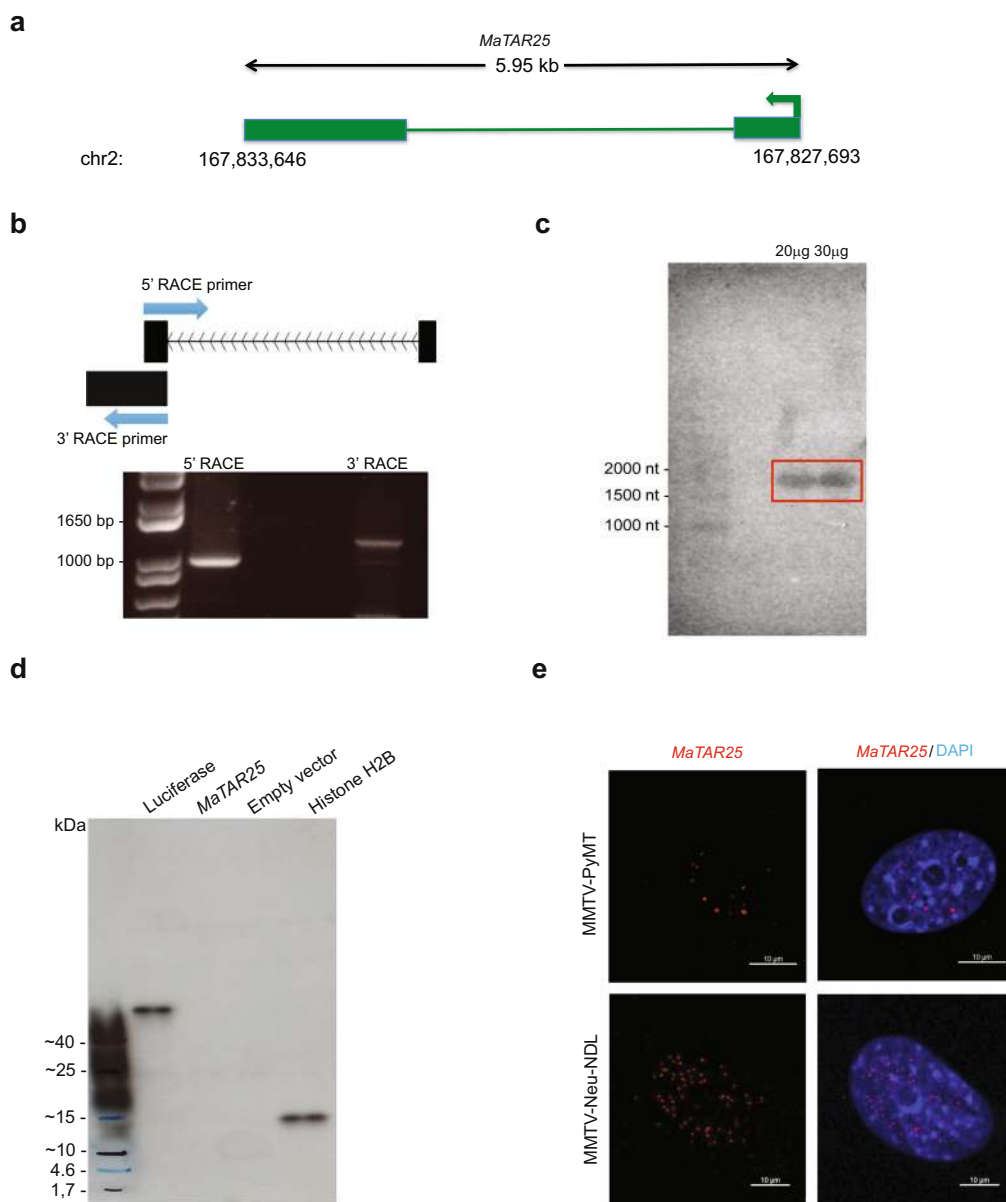 a
MaTAR25
5.95 kb
chr2:
167,833,646
167,827,693
b
5' RACE primer
3' RACE primer
5' RACE
3' RACE
1650 bp -
1000 bp -
c
20µg 30µg
2000 nt -
1500 nt -
1000 nt -
d
Luciferase
MaTAR25
Empty vector
Histone H2B
kDa
~40 -
~25 -
~15 -
~10 -
4.6 -
1,7 -
e
MaTAR25
MaTAR25/DAPI
MMTV-PyMT
10 µm
10 µm
MMTV-Neu-NDL
10 µm
10 µm